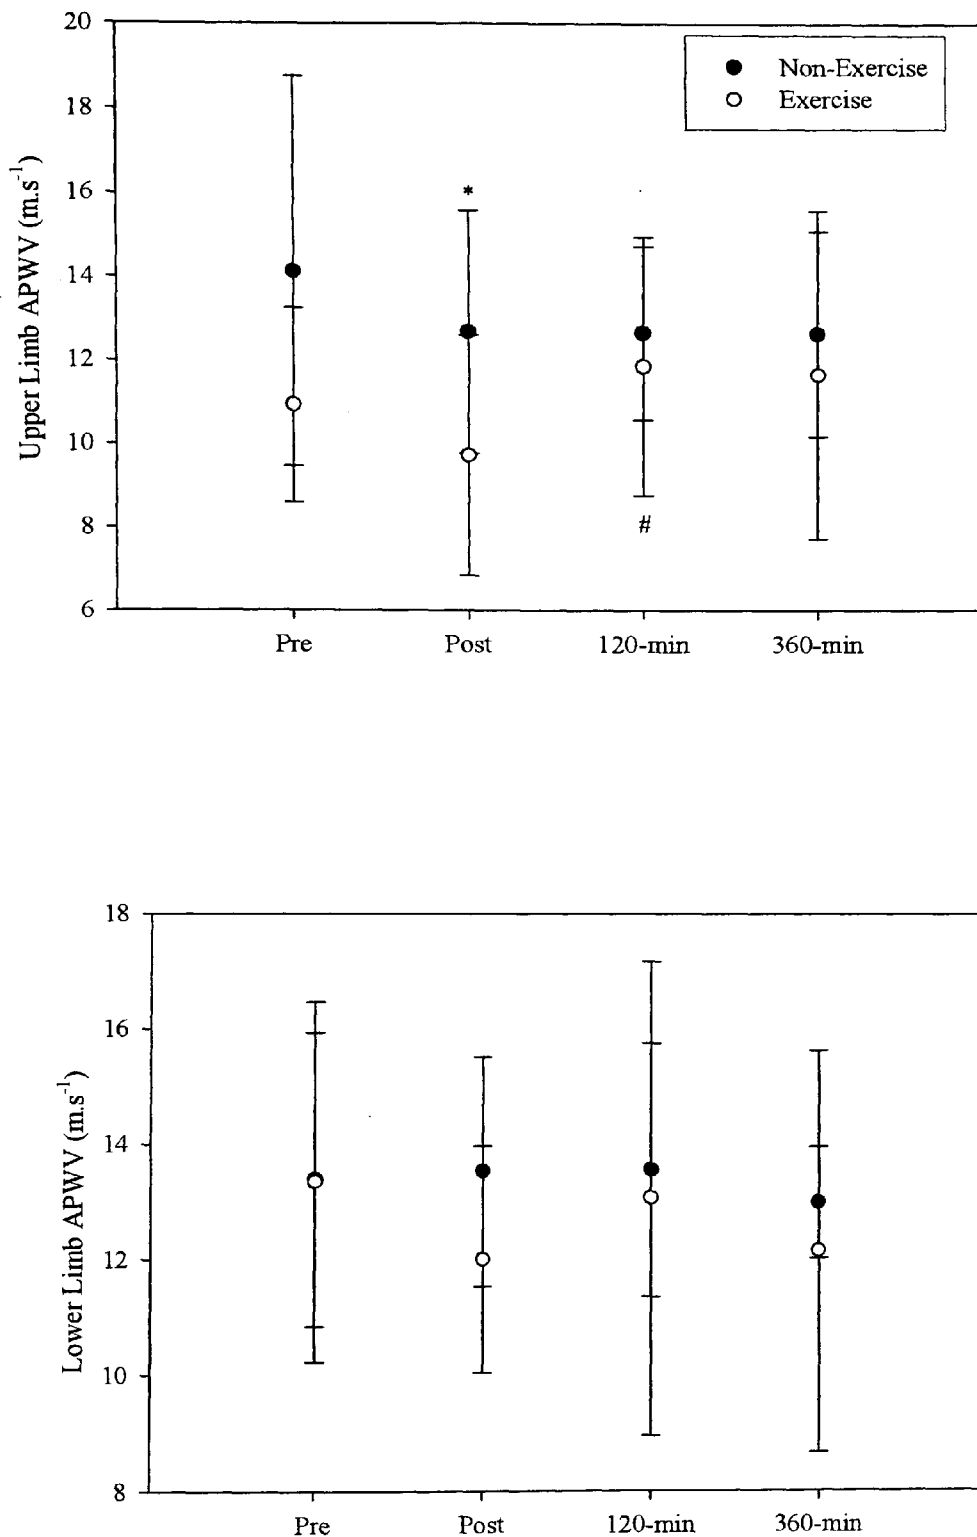 20
Non-Exercise
Exercise
18
16
*
14
12
10
8
#
6
Upper Limb APWV (m.s⁻¹)
Pre Post 120-min 360-min
18
16
14
12
10
8
Lower Limb APWV (m.s⁻¹)
Pre Post 120-min 360-min